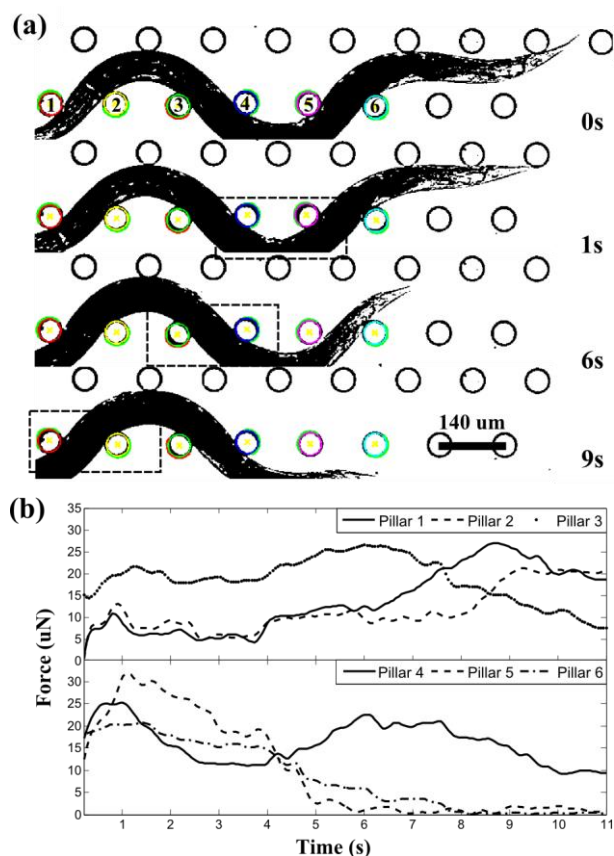 (a)
1 2 3 4 5 6
0s
1s
6s
140 um
9s
(b)
35
30
25
20
15
10
5
0
Pillar 1 Pillar 2 Pillar 3
Force (uN)
30
25
20
15
10
5
0
Pillar 4 Pillar 5 Pillar 6
1 2 3 4 5 6 7 8 9 10 11
Time (s)